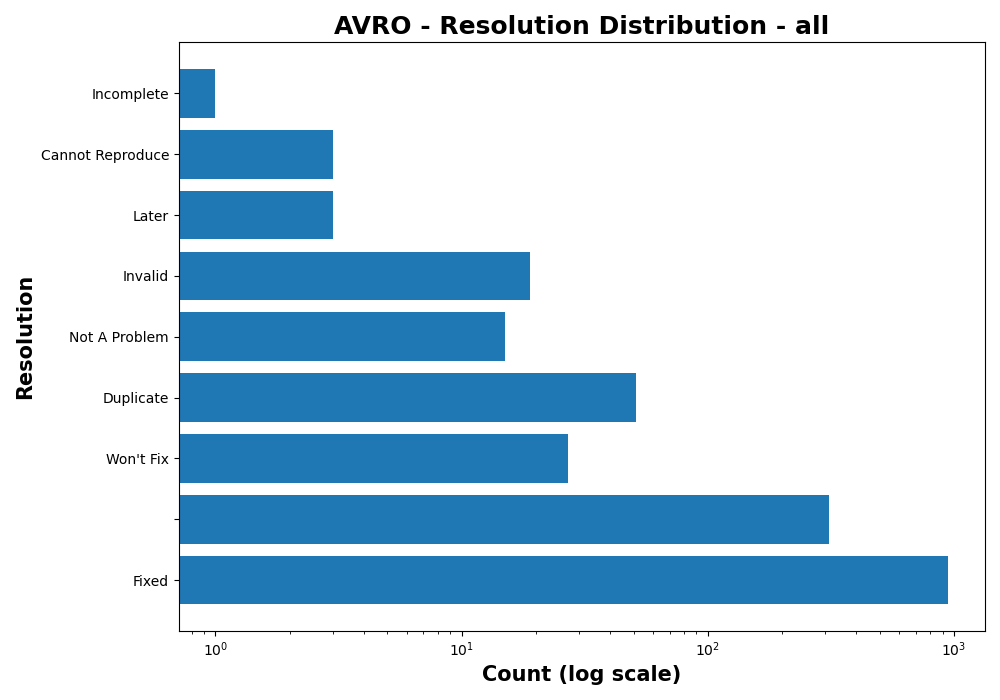 AVRO - Resolution Distribution - all
Incomplete
Cannot Reproduce
Later
Invalid
Not A Problem
Duplicate
Won't Fix
Fixed
Resolution
10⁰ 10¹ 10² 10³
Count (log scale)